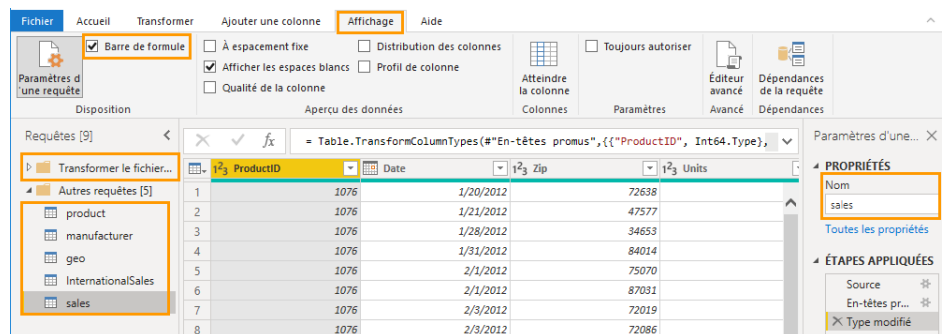 Fichier Accueil Transformer Ajouter une colonne Affichage Aide
Barre de formule À espacement fixe Distribution des colonnes Toujours autoriser
Afficher les espaces blancs Profil de colonne
Qualité de la colonne
Paramètres d
'une requête
Atteindre
la colonne
Éditeur
avancé
Dépendances
de la requête
Disposition Aperçu des données Colonnes Paramètres Avancé Dépendances
Requêtes [9]
Transformer le fichier...
Autres requêtes [5]
product
manufacturer
geo
InternationalSales
sales
fx = Table.TransformColumnTypes(#"En-têtes promus",{{"ProductID", Int64.Type},
1²3 ProductID Date 1²3 Zip 1²3 Units
1 1076 1/20/2012 72638
2 1076 1/21/2012 47577
3 1076 1/28/2012 34653
4 1076 1/31/2012 84014
5 1076 2/1/2012 75070
6 1076 2/1/2012 87031
7 1076 2/3/2012 72019
8 1076 2/3/2012 72086
Paramètres d'une...
PROPRIÉTÉS
Nom
sales
Toutes les propriétés
ÉTAPES APPLIQUÉES
Source
En-têtes pr...
Type modifié